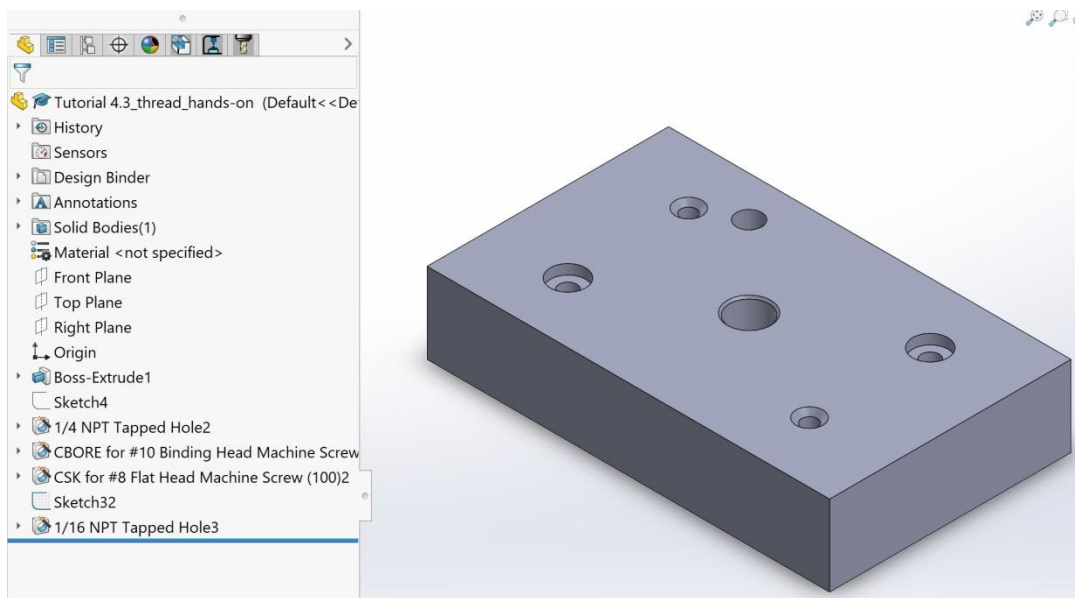 Tutorial 4.3_thread_hands-on (Default<<De
History
Sensors
Design Binder
Annotations
Solid Bodies(1)
Material <not specified>
Front Plane
Top Plane
Right Plane
Origin
Boss-Extrude1
Sketch4
1/4 NPT Tapped Hole2
CBORE for #10 Binding Head Machine Screw
CSK for #8 Flat Head Machine Screw (100)2
Sketch32
1/16 NPT Tapped Hole3